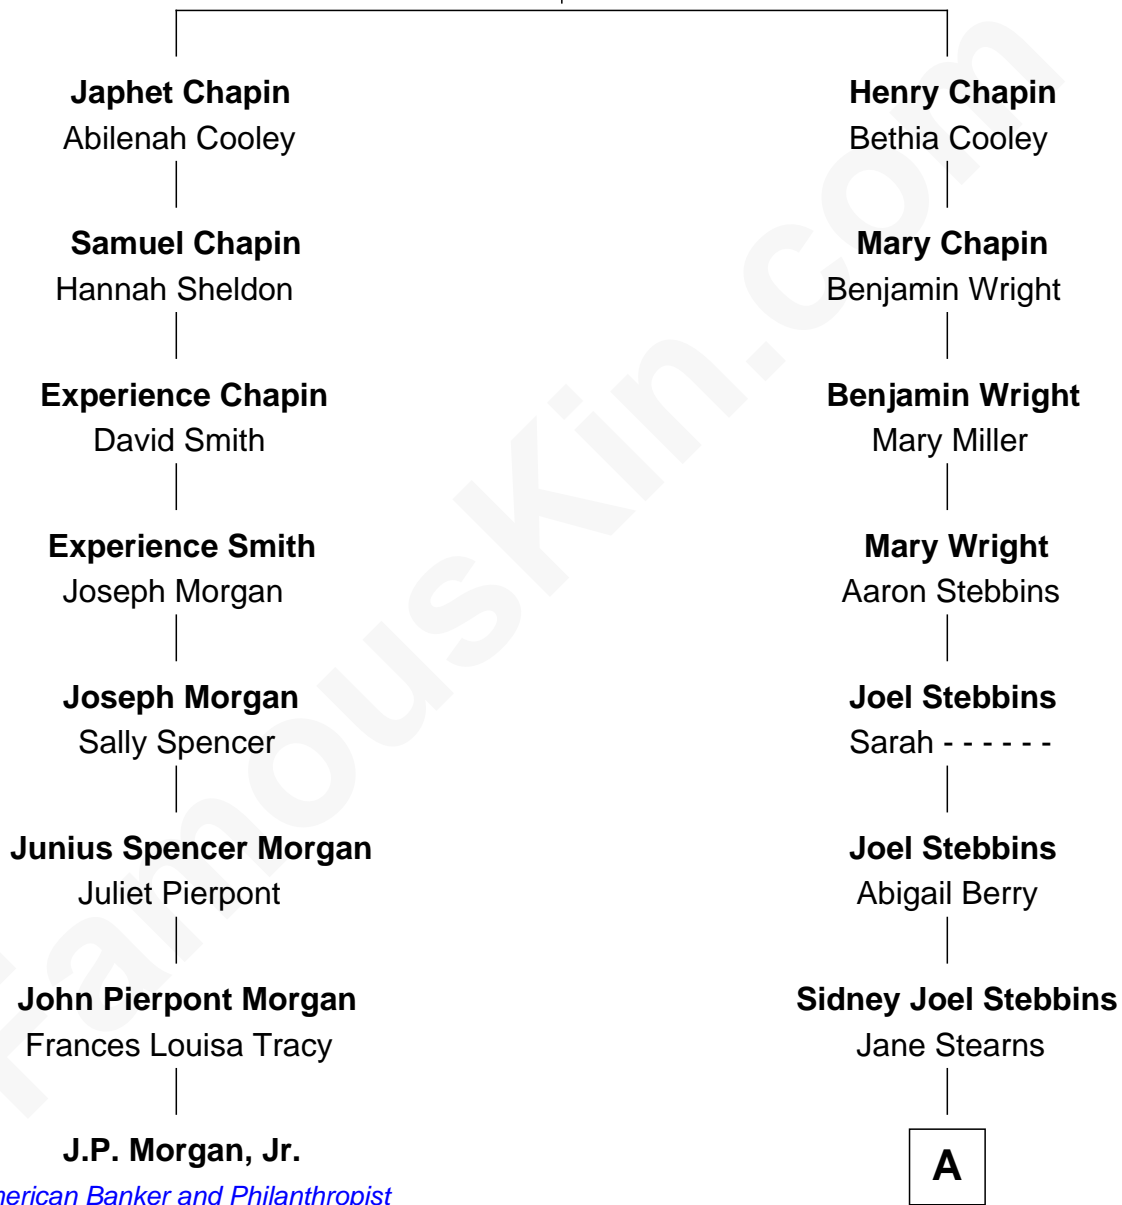 Japhet Chapin
Abilenah Cooley
Samuel Chapin
Hannah Sheldon
Experience Chapin
David Smith
Experience Smith
Joseph Morgan
Joseph Morgan
Sally Spencer
Junius Spencer Morgan
Juliet Pierpont
John Pierpont Morgan
Frances Louisa Tracy
J.P. Morgan, Jr.
American Banker and Philanthropist
Henry Chapin
Bethia Cooley
Mary Chapin
Benjamin Wright
Benjamin Wright
Mary Miller
Mary Wright
Aaron Stebbins
Joel Stebbins
Sarah - - - - - -
Joel Stebbins
Abigail Berry
Sidney Joel Stebbins
Jane Stearns
A
FamousKin.com